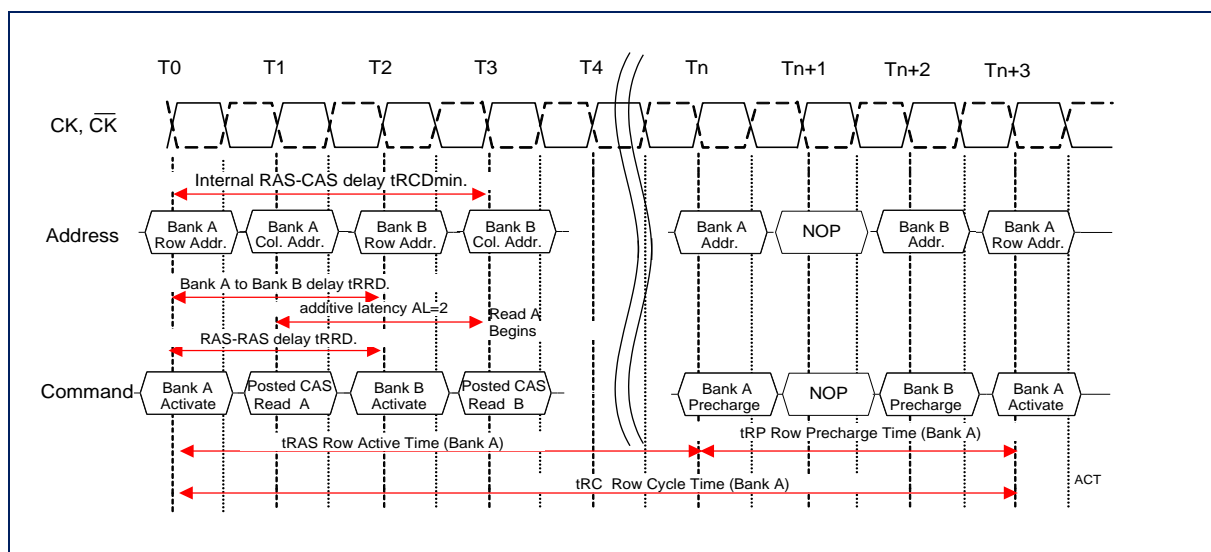 T0 T1 T2 T3 T4 Tn Tn+1 Tn+2 Tn+3
CK, CK
Internal RAS-CAS delay tRCDmin.
Address
Bank A
Row Addr.
Bank A
Col. Addr.
Bank B
Row Addr.
Bank B
Col. Addr.
Bank A
Addr.
NOP
Bank B
Addr.
Bank A
Row Addr.
Bank A to Bank B delay tRRD.
additive latency AL=2
Read A
Begins
RAS-RAS delay tRRD.
Command
Bank A
Activate
Posted CAS
Read A
Bank B
Activate
Posted CAS
Read B
Bank A
Precharge
NOP
Bank B
Precharge
Bank A
Activate
tRAS Row Active Time (Bank A)
tRP Row Precharge Time (Bank A)
tRC Row Cycle Time (Bank A)
ACT